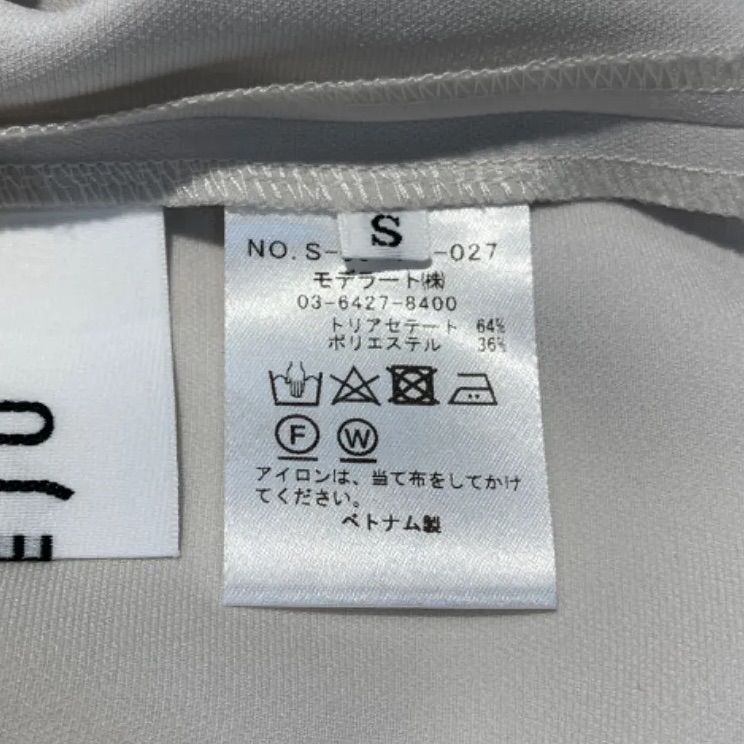 S
NO.S- -027
モデラート㈱
03-6427-8400
トリアセテート 64%
ポリエステル 36%
F W
アイロンは、当て布をしてかけ
てください。
ベトナム製